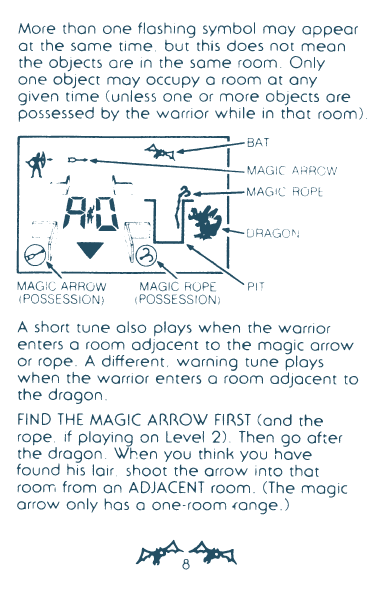 More than one flashing symbol may appear
at the same time, but this does not mean
the objects are in the same room. Only
one object may occupy a room at any
given time (unless one or more objects are
possessed by the warrior while in that room).
BAT
MAGIC ARROW
MAGIC ROPE
DRAGON
MAGIC ARROW
(POSSESSION)
MAGIC ROPE
(POSSESSION)
PIT
A short tune also plays when the warrior
enters a room adjacent to the magic arrow
or rope. A different, warning tune plays
when the warrior enters a room adjacent to
the dragon.
FIND THE MAGIC ARROW FIRST (and the
rope, if playing on Level 2). Then go after
the dragon. When you think you have
found his lair, shoot the arrow into that
room from an ADJACENT room. (The magic
arrow only has a one-room range.)
8